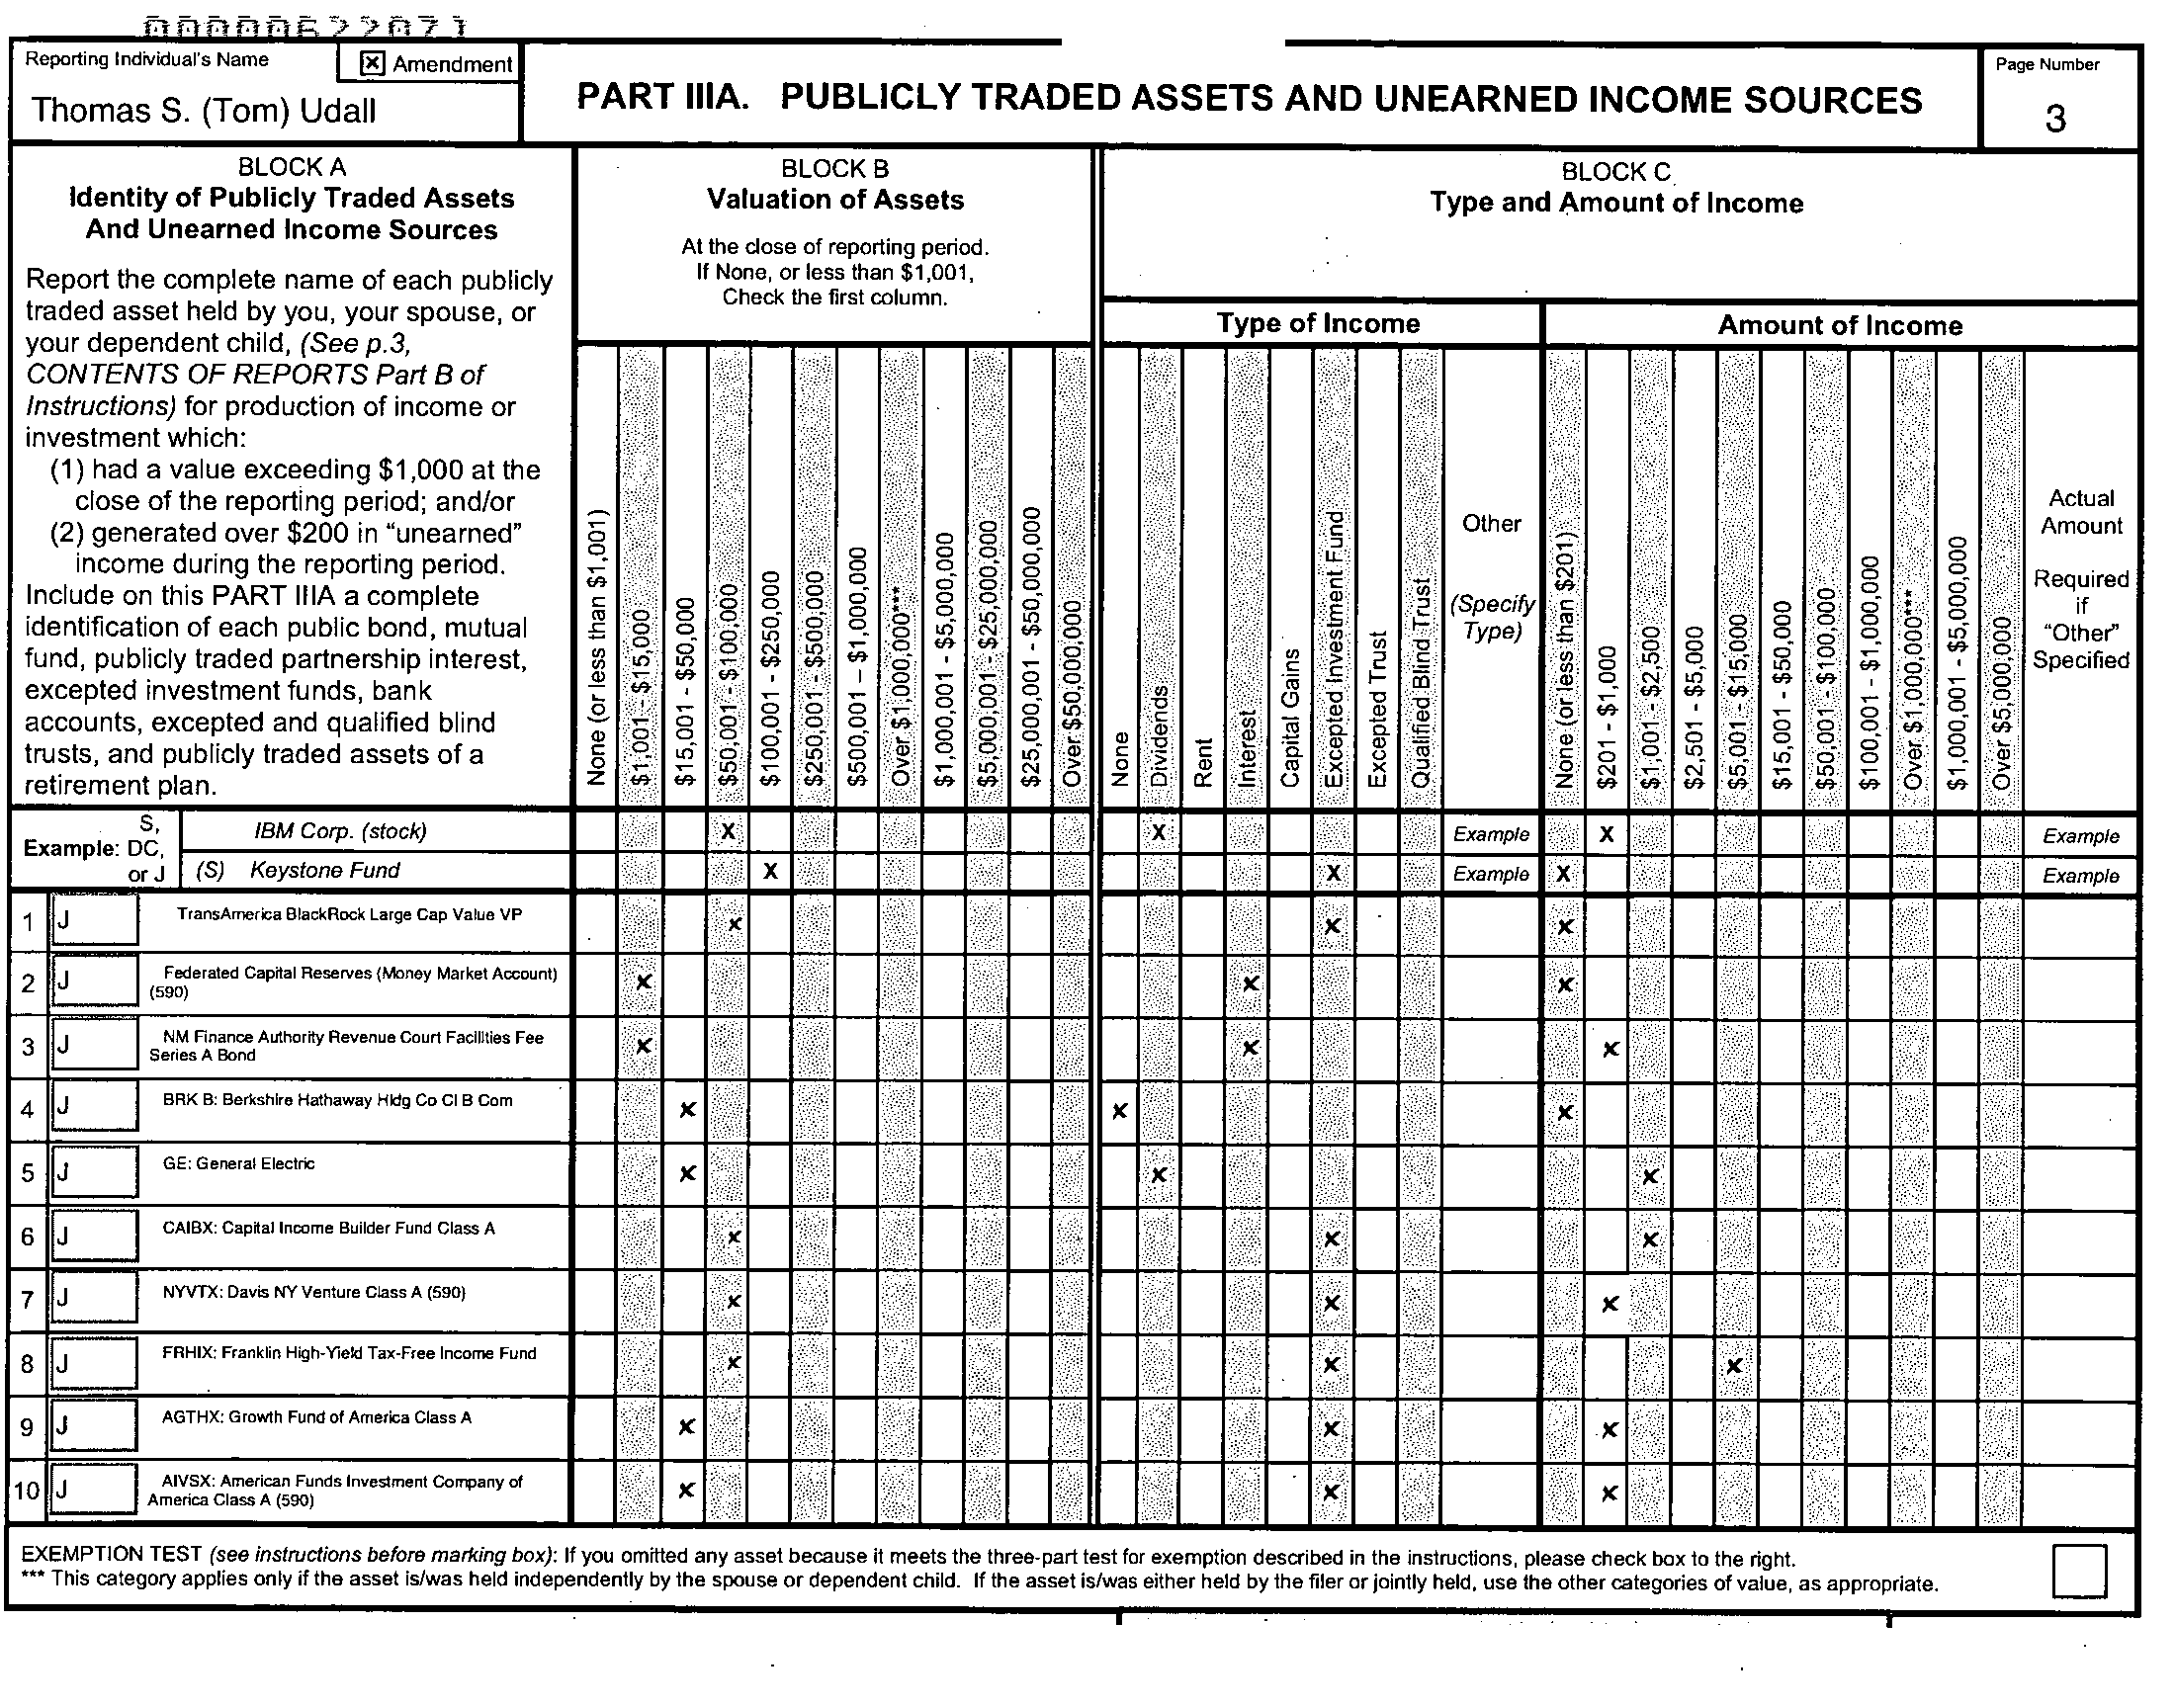 000000622071
Reporting Individual's Name
[X] Amendment
Thomas S. (Tom) Udall
PART IIIA. PUBLICLY TRADED ASSETS AND UNEARNED INCOME SOURCES
Page Number
3
BLOCK A
Identity of Publicly Traded Assets
And Unearned Income Sources
Report the complete name of each publicly
traded asset held by you, your spouse, or
your dependent child, (See p.3,
CONTENTS OF REPORTS Part B of
Instructions) for production of income or
investment which:
(1) had a value exceeding $1,000 at the
close of the reporting period; and/or
(2) generated over $200 in “unearned”
income during the reporting period.
Include on this PART IIIA a complete
identification of each public bond, mutual
fund, publicly traded partnership interest,
excepted investment funds, bank
accounts, excepted and qualified blind
trusts, and publicly traded assets of a
retirement plan.
BLOCK B
Valuation of Assets
At the close of reporting period.
If None, or less than $1,001,
Check the first column.
None (or less than $1,001)
$1,001 - $15,000
$15,001 - $50,000
$50,001 - $100,000
$100,001 - $250,000
$250,001 - $500,000
$500,001 – $1,000,000
Over $1,000,000***
$1,000,001 - $5,000,000
$5,000,001 - $25,000,000
$25,000,001 - $50,000,000
Over $50,000,000
BLOCK C
Type and Amount of Income
Type of Income
None
Dividends
Rent
Interest
Capital Gains
Excepted Investment Fund
Excepted Trust
Qualified Blind Trust
Other
(Specify
Type)
Amount of Income
None (or less than $201)
$201 - $1,000
$1,001 - $2,500
$2,501 - $5,000
$5,001 - $15,000
$15,001 - $50,000
$50,001 - $100,000
$100,001 - $1,000,000
Over $1,000,000***
$1,000,001 - $5,000,000
Over $5,000,000
Actual
Amount
Required
if
“Other”
Specified
S,
Example: DC,
or J
IBM Corp. (stock) X X Example X Example
(S) Keystone Fund X X Example X Example
1 J TransAmerica BlackRock Large Cap Value VP X X X
2 J Federated Capital Reserves (Money Market Account)
(590) X X X
3 J NM Finance Authority Revenue Court Facilities Fee
Series A Bond X X X
4 J BRK B: Berkshire Hathaway Hldg Co Cl B Com X X X
5 J GE: General Electric X X X
6 J CAIBX: Capital Income Builder Fund Class A X X X
7 J NYVTX: Davis NY Venture Class A (590) X X X
8 J FRHIX: Franklin High-Yield Tax-Free Income Fund X X X
9 J AGTHX: Growth Fund of America Class A X X X
10 J AIVSX: American Funds Investment Company of
America Class A (590) X X X
EXEMPTION TEST (see instructions before marking box): If you omitted any asset because it meets the three-part test for exemption described in the instructions, please check box to the right.
*** This category applies only if the asset is/was held independently by the spouse or dependent child. If the asset is/was either held by the filer or jointly held, use the other categories of value, as appropriate.